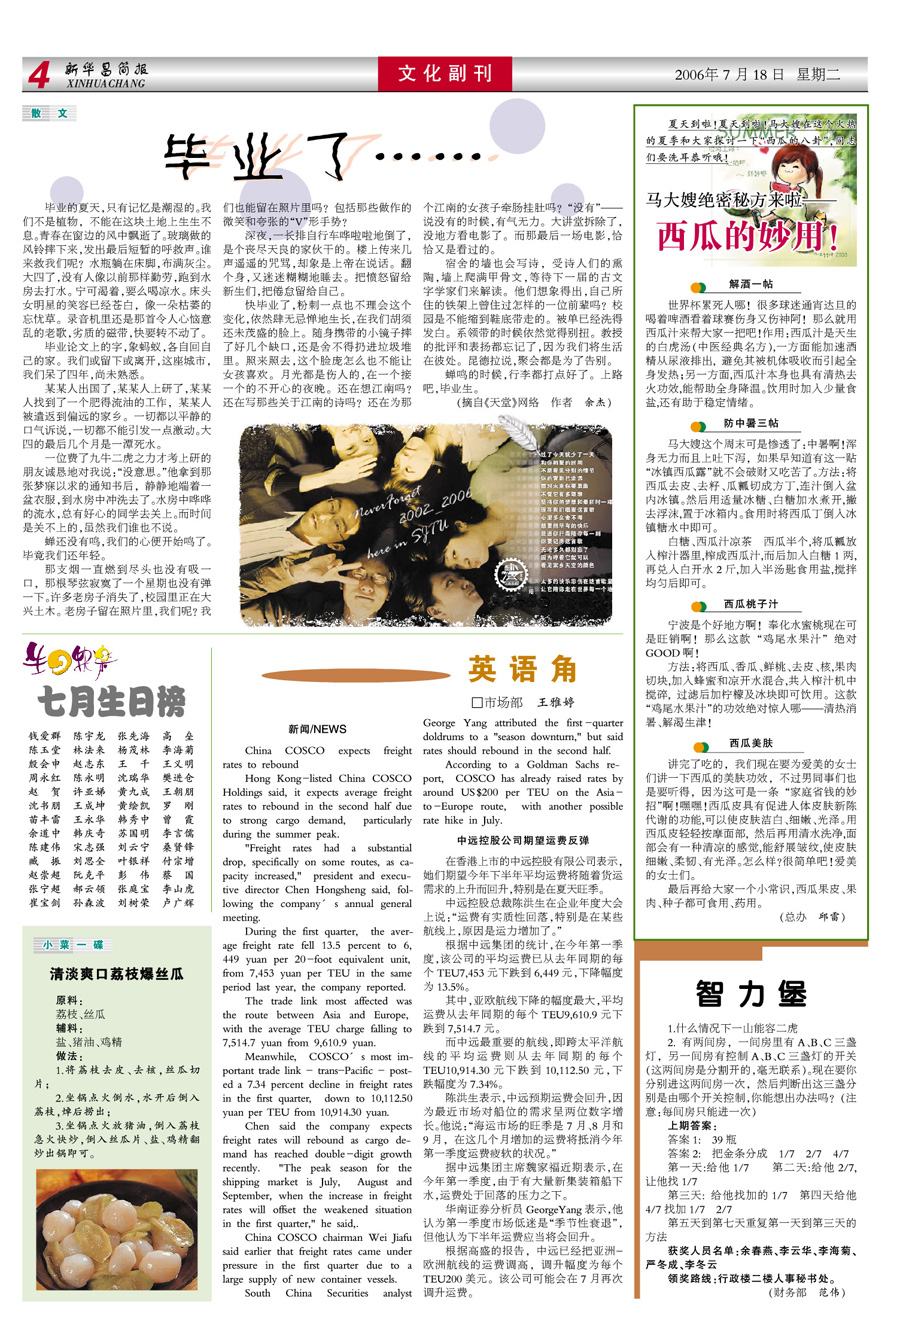 4
新华昌简报
XINHUACHANG
文化副刊
2006年7月18日 星期二
散 文
毕业了……
毕业的夏天,只有记忆是潮湿的。我
们不是植物，不能在这块土地上生生不
息。青春在窗边的风中飘逝了。玻璃做的
风铃摔下来,发出最后短暂的呼救声。谁
来救我们呢？水瓶躺在床脚,布满灰尘。
大四了,没有人像以前那样勤劳,跑到水
房去打水。宁可渴着,要么喝凉水。床头
女明星的笑容已经苍白，像一朵枯萎的
忘忧草。录音机里还是那首令人心恼意
乱的老歌,劣质的磁带,快要转不动了。
毕业论文上的字,象蚂蚁,各自回自
己的家。我们或留下或离开,这座城市,
我们呆了四年,尚未熟悉。
某某人出国了,某某人上研了,某某
人找到了一个肥得流油的工作，某某人
被遣返到偏远的家乡。一切都以平静的
口气诉说,一切都不能引发一点激动。大
四的最后几个月是一潭死水。
一位费了九牛二虎之力才考上研的
朋友诚恳地对我说:“没意思。”他拿到那
张梦寐以求的通知书后，静静地端着一
盆衣服,到水房中冲洗去了。水房中哗哗
的流水,总有好心的同学去关上。而时间
是关不上的,虽然我们谁也不说。
蝉还没有鸣,我们的心便开始鸣了。
毕竟我们还年轻。
那支烟一直燃到尽头也没有吸一
口，那根琴弦寂寞了一个星期也没有弹
一下。许多老房子消失了,校园里正在大
兴土木。老房子留在照片里,我们呢？我
们也能留在照片里吗？包括那些做作的
微笑和夸张的“V”形手势？
深夜,一长排自行车哗啦啦地倒了,
是个丧尽天良的家伙干的。楼上传来几
声遥遥的咒骂,却象是上帝在说话。翻
个身,又迷迷糊糊地睡去。把愤怒留给
新生们,把倦怠留给自己。
快毕业了,粉刺一点也不理会这个
变化,依然肆无忌惮地生长,在我们胡须
还未茂盛的脸上。随身携带的小镜子摔
了好几个缺口,还是舍不得扔进垃圾堆
里。照来照去,这个脸庞怎么也不能让
女孩喜欢。月光都是伤人的,在一个接
一个的不开心的夜晚。还在想江南吗？
还在写那些关于江南的诗吗？还在为那
个江南的女孩子牵肠挂肚吗？“没有”——
说没有的时候,有气无力。大讲堂拆除了,
没地方看电影了。而那最后一场电影,恰
恰又是看过的。
宿舍的墙也会写诗，受诗人们的熏
陶,墙上爬满甲骨文,等待下一届的古文
字学家们来解读。他们想象得出,自己所
住的铁架上曾住过怎样的一位前辈吗？校
园是不能缩到鞋底带走的。被单已经洗得
发白。系领带的时候依然觉得别扭。教授
的批评和表扬都忘记了,因为我们将生活
在彼处。昆德拉说,聚会都是为了告别。
蝉鸣的时候,行李都打点好了。上路
吧,毕业生。
(摘自《天堂》网络 作者 余杰)
Never Forget
2002_2006
here in SJTU
SUMMER
夏天到啦!夏天到啦!马大嫂在这个火热
的夏季和大家探讨一下“西瓜的八卦”,同志
们要洗耳恭听哦!
马大嫂绝密秘方来啦——
西瓜的妙用!
解酒一帖
世界杯累死人哪！很多球迷通宵达旦的
喝着啤酒看着球赛伤身又伤神阿！那么就用
西瓜汁来帮大家一把吧!作用:西瓜汁是天生
的白虎汤(中医经典名方),一方面能加速酒
精从尿液排出，避免其被机体吸收而引起全
身发热;另一方面,西瓜汁本身也具有清热去
火功效,能帮助全身降温。饮用时加入少量食
盐,还有助于稳定情绪。
防中暑三帖
马大嫂这个周末可是惨透了:中暑啊!浑
身无力而且上吐下泻，如果早知道有这一贴
“冰镇西瓜露”就不会破财又吃苦了。方法:将
西瓜去皮、去籽、瓜瓤切成方丁,连汁倒入盆
内冰镇。然后用适量冰糖、白糖加水煮开,撇
去浮沫,置于冰箱内。食用时将西瓜丁倒入冰
镇糖水中即可。
白糖、西瓜汁凉茶 西瓜半个,将瓜瓤放
入榨汁器里,榨成西瓜汁,而后加入白糖1两,
再兑入白开水2斤,加入半汤匙食用盐,搅拌
均匀后即可。
西瓜桃子汁
宁波是个好地方啊！奉化水蜜桃现在可
是旺销啊！那么这款“鸡尾水果汁”绝对
GOOD啊!
方法:将西瓜、香瓜、鲜桃、去皮、核,果肉
切块,加入蜂蜜和凉开水混合,共入榨汁机中
搅碎，过滤后加柠檬及冰块即可饮用。这款
“鸡尾水果汁”的功效绝对惊人哪——清热消
暑、解渴生津!
西瓜美肤
讲完了吃的，我们现在要为爱美的女士
们讲一下西瓜的美肤功效，不过男同事们也
是要听得，因为这可是一条“家庭省钱的妙
招”啊!嘿嘿!西瓜皮具有促进人体皮肤新陈
代谢的功能,可以使皮肤洁白、细嫩、光泽。用
西瓜皮轻轻按摩面部，然后再用清水洗净,面
部会有一种清凉的感觉,能舒展皱纹,使皮肤
细嫩、柔韧、有光泽。怎么样?很简单吧!爱美
的女士们。
最后再给大家一个小常识,西瓜果皮、果
肉、种子都可食用、药用。
(总办 邱雷)
生日快乐
七月生日榜
钱爱群 陈宇龙 张先海 高 垒
陈玉堂 林法来 杨茂林 李海菊
殷会申 赵志东 王 千 王义明
周永红 陈永明 沈瑞华 樊进仓
赵 贺 许亚娣 黄九成 王朝朋
沈书朋 王成坤 黄绘凯 罗 刚
苗丰雷 王永华 韩秀中 曾 霞
余道中 韩庆奇 苏国明 李言儒
陈建伟 宋志强 刘云宁 桑贤锋
臧 振 刘思全 叶银祥 付宗增
赵崇超 阮克平 彭 伟 蔡 国
张宁超 郝云领 张庭宝 李山虎
崔宝剑 孙森波 刘树荣 卢广辉
小菜一碟
清淡爽口荔枝爆丝瓜
原料:
荔枝、丝瓜
辅料:
盐、猪油、鸡精
做法:
1.将荔枝去皮、去核,丝瓜切
片;
2.坐锅点火倒水,水开后倒入
荔枝,焯后捞出;
3.坐锅点火放猪油,倒入荔枝
急火快炒,倒入丝瓜片、盐、鸡精翻
炒出锅即可。
英语角
□市场部 王雅婷
新闻/NEWS
China COSCO expects freight
rates to rebound
Hong Kong-listed China COSCO
Holdings said, it expects average freight
rates to rebound in the second half due
to strong cargo demand, particularly
during the summer peak.
"Freight rates had a substantial
drop, specifically on some routes, as ca-
pacity increased," president and execu-
tive director Chen Hongsheng said, fol-
lowing the company's annual general
meeting.
During the first quarter, the aver-
age freight rate fell 13.5 percent to 6,
449 yuan per 20-foot equivalent unit,
from 7,453 yuan per TEU in the same
period last year, the company reported.
The trade link most affected was
the route between Asia and Europe,
with the average TEU charge falling to
7,514.7 yuan from 9,610.9 yuan.
Meanwhile, COSCO's most im-
portant trade link - trans-Pacific - post-
ed a 7.34 percent decline in freight rates
in the first quarter, down to 10,112.50
yuan per TEU from 10,914.30 yuan.
Chen said the company expects
freight rates will rebound as cargo de-
mand has reached double-digit growth
recently. "The peak season for the
shipping market is July, August and
September, when the increase in freight
rates will offset the weakened situation
in the first quarter," he said,.
China COSCO chairman Wei Jiafu
said earlier that freight rates came under
pressure in the first quarter due to a
large supply of new container vessels.
South China Securities analyst
George Yang attributed the first-quarter
doldrums to a "season downturn," but said
rates should rebound in the second half.
According to a Goldman Sachs re-
port, COSCO has already raised rates by
around US$200 per TEU on the Asia-
to-Europe route, with another possible
rate hike in July.
中远控股公司期望运费反弹
在香港上市的中远控股有限公司表示,
她们期望今年下半年平均运费将随着货运
需求的上升而回升,特别是在夏天旺季。
中远控股总裁陈洪生在企业年度大会
上说:“运费有实质性回落,特别是在某些
航线上,原因是运力增加了。”
根据中远集团的统计,在今年第一季
度,该公司的平均运费已从去年同期的每
个TEU7,453元下跌到6,449元,下降幅度
为13.5%。
其中,亚欧航线下降的幅度最大,平均
运费从去年同期的每个TEU9,610.9元下
跌到7,514.7元。
而中远最重要的航线,即跨太平洋航
线的平均运费则从去年同期的每个
TEU10,914.30元下跌到10,112.50元,下
跌幅度为7.34%。
陈洪生表示,中远预期运费会回升,因
为最近市场对船位的需求呈两位数字增
长。他说:“海运市场的旺季是7月、8月和
9月，在这几个月增加的运费将抵消今年
第一季度运费疲软的状况。”
据中远集团主席魏家福近期表示,在
今年第一季度,由于有大量新集装箱船下
水,运费处于回落的压力之下。
华南证券分析员GeorgeYang表示,他
认为第一季度市场低迷是“季节性衰退”,
但他认为下半年运费应当将会回升。
根据高盛的报告，中远已经把亚洲-
欧洲航线的运费调高，调升幅度为每个
TEU200美元。该公司可能会在7月再次
调升运费。
智力堡
1.什么情况下一山能容二虎
2. 有两间房，一间房里有A、B、C三盏
灯，另一间房有控制A、B、C三盏灯的开关
(这两间房是分割开的,毫无联系)。现在要你
分别进这两间房一次，然后判断出这三盏分
别是由哪个开关控制,你能想出办法吗？(注
意:每间房只能进一次)
上期答案:
答案1: 39瓶
答案2: 把金条分成 1/7 2/7 4/7
第一天:给他1/7 第二天:给他2/7,
让他找1/7
第三天: 给他找加的1/7 第四天给他
4/7找加1/7 2/7
第五天到第七天重复第一天到第三天的
方法
获奖人员名单:余春燕、李云华、李海菊、
严冬成、李冬云
领奖路线:行政楼二楼人事秘书处。
(财务部 范伟)